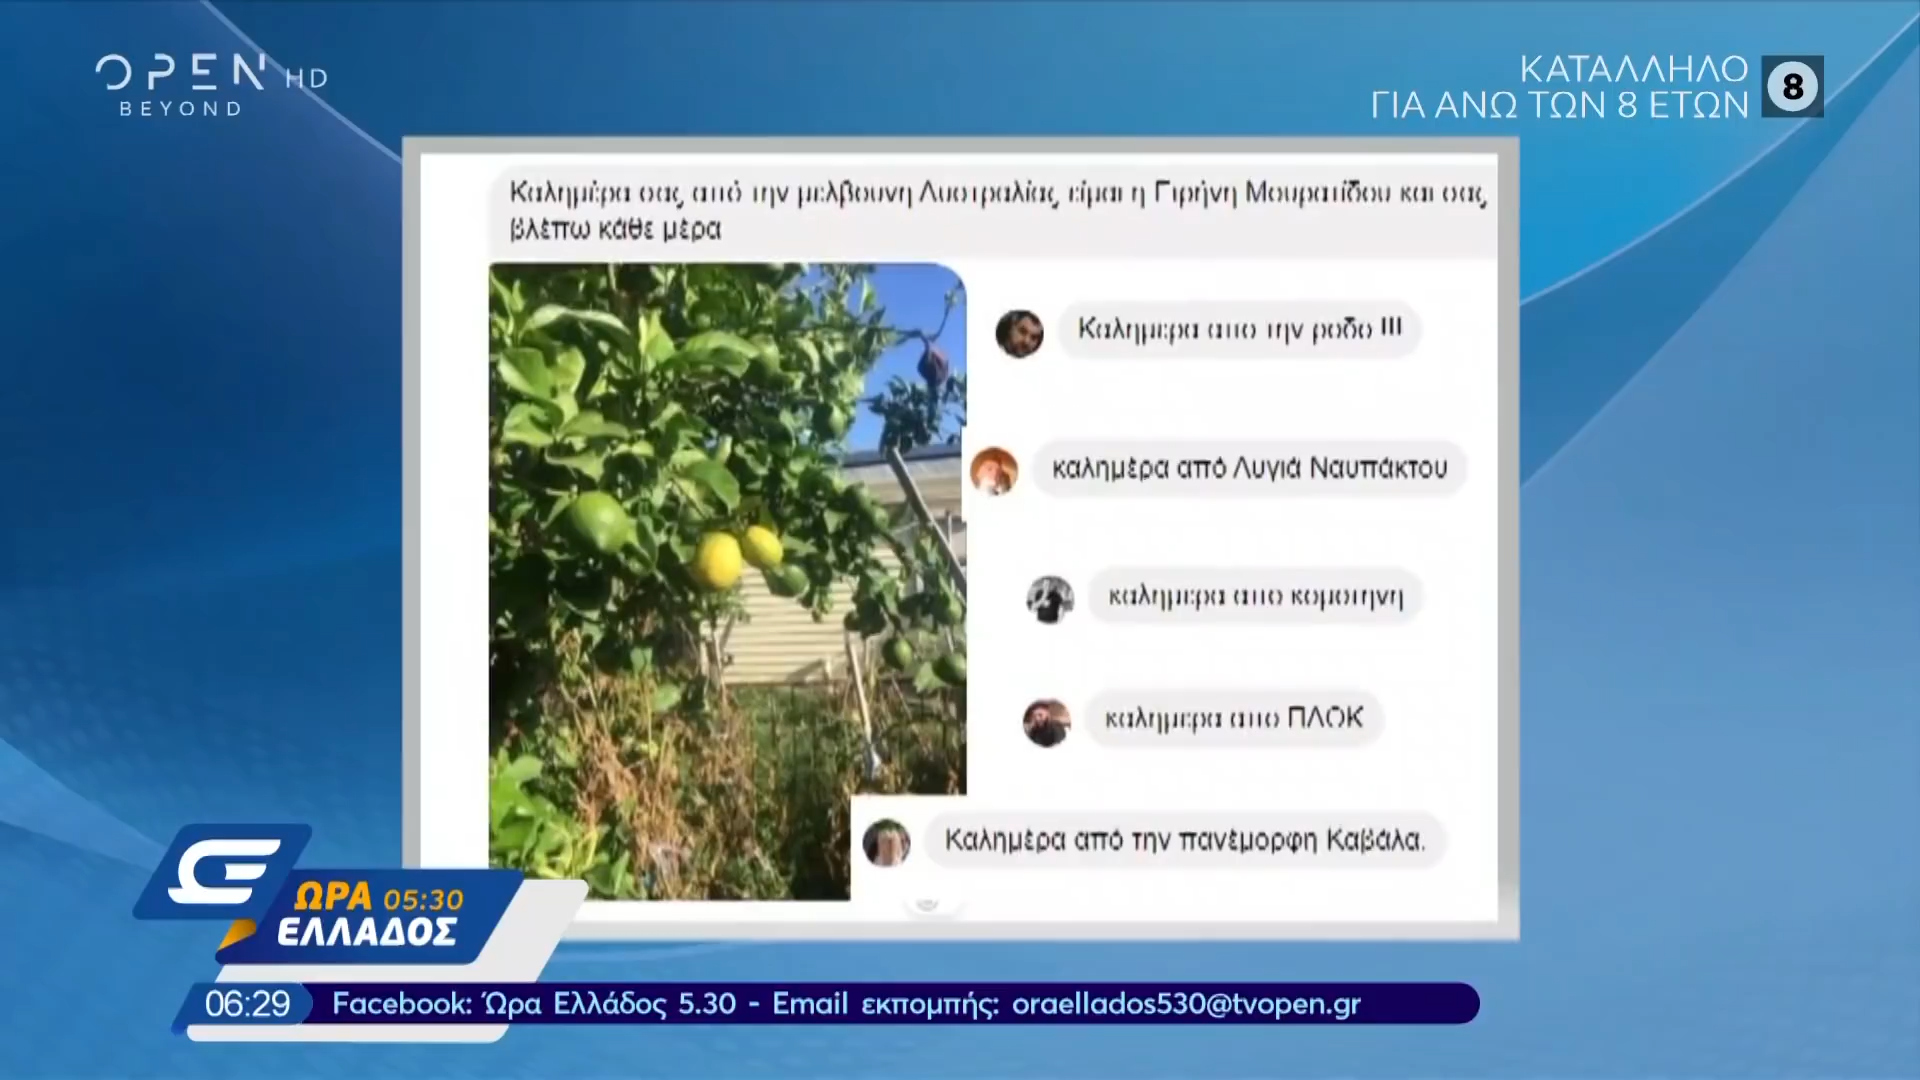 OPEN HD
BEYOND
ΚΑΤΑΛΛΗΛΟ
ΓΙΑ ΑΝΩ ΤΩΝ 8 ΕΤΩΝ
8
Καλημέρα σας από την μελβουνη Αυστραλίας είμαι η Ειρήνη Μουρατίδου και σας
βλέπω κάθε μέρα
Καλημερα απο την ροδο !!!
καλημέρα από Λυγιά Ναυπάκτου
καλημερα απο κομοτηνη
καλημερα απο ΠΑΟΚ
Καλημέρα από την πανέμορφη Καβάλα.
ΩΡΑ 05:30
ΕΛΛΑΔΟΣ
06:29 Facebook: Ώρα Ελλάδος 5.30 - Email εκπομπής: oraellados530@tvopen.gr